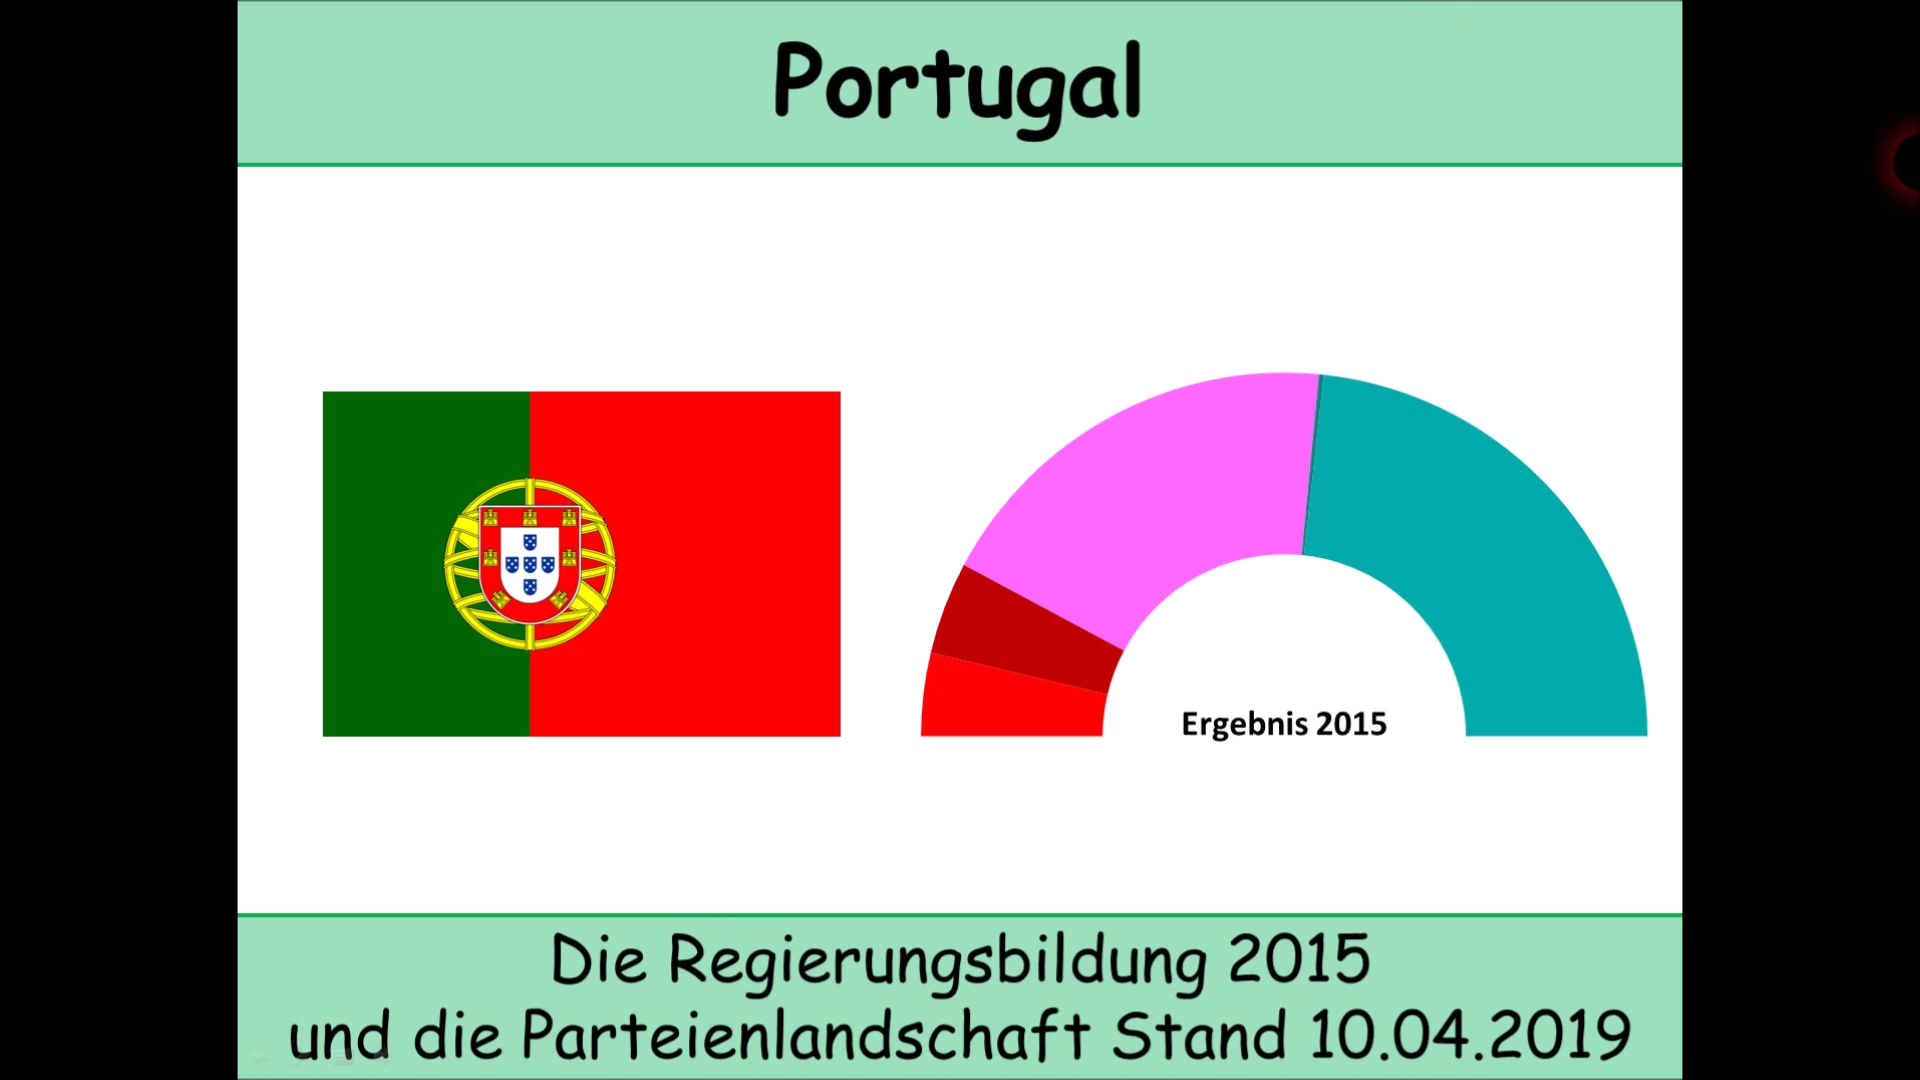 Portugal
Ergebnis 2015
Die Regierungsbildung 2015
und die Parteienlandschaft Stand 10.04.2019